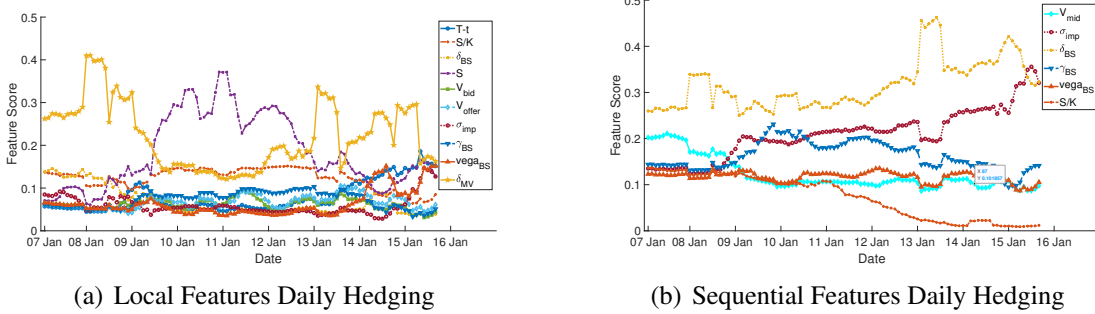 0.5
0.4
0.3
0.2
0.1
0
Feature Score
07 Jan 08 Jan 09 Jan 10 Jan 11 Jan 12 Jan 13 Jan 14 Jan 15 Jan 16 Jan
Date
T-t
S/K
δBS
S
Vbid
Voffer
σimp
γBS
vegaBS
δMV
(a) Local Features Daily Hedging
0.5
0.4
0.3
0.2
0.1
0
Feature Score
07 Jan 08 Jan 09 Jan 10 Jan 11 Jan 12 Jan 13 Jan 14 Jan 15 Jan 16 Jan
Date
Vmid
σimp
δBS
γBS
vegaBS
S/K
X 87
(b) Sequential Features Daily Hedging